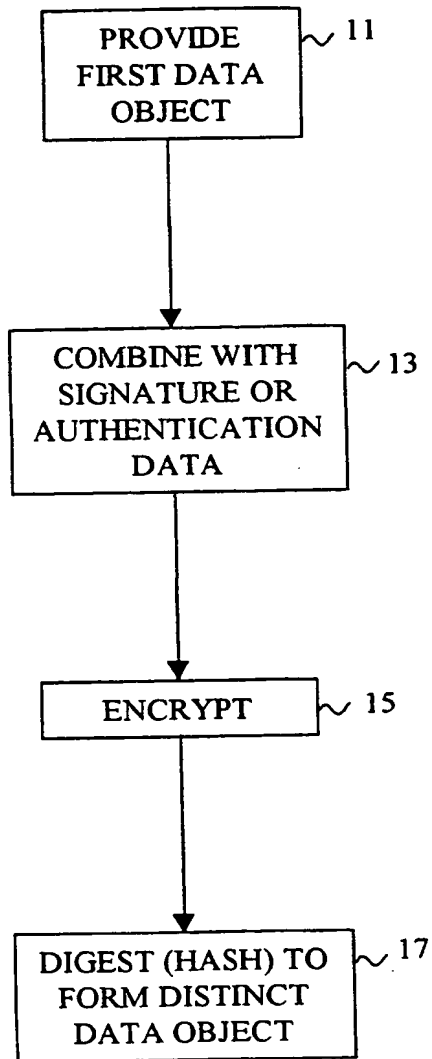 PROVIDE
FIRST DATA
OBJECT
11
COMBINE WITH
SIGNATURE OR
AUTHENTICATION
DATA
13
ENCRYPT
15
DIGEST (HASH) TO
FORM DISTINCT
DATA OBJECT
17